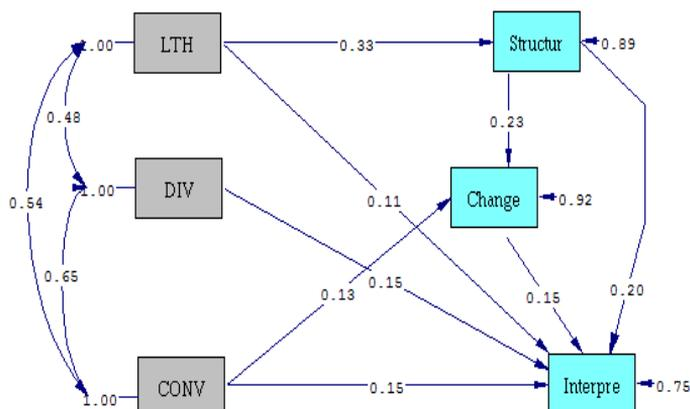 1.00
LTH
0.33
Structur
0.89
0.48
0.23
1.00
DIV
0.54
0.11
Change
0.92
0.65
0.13
0.15
0.15
0.20
1.00
CONV
0.15
Interpre
0.75